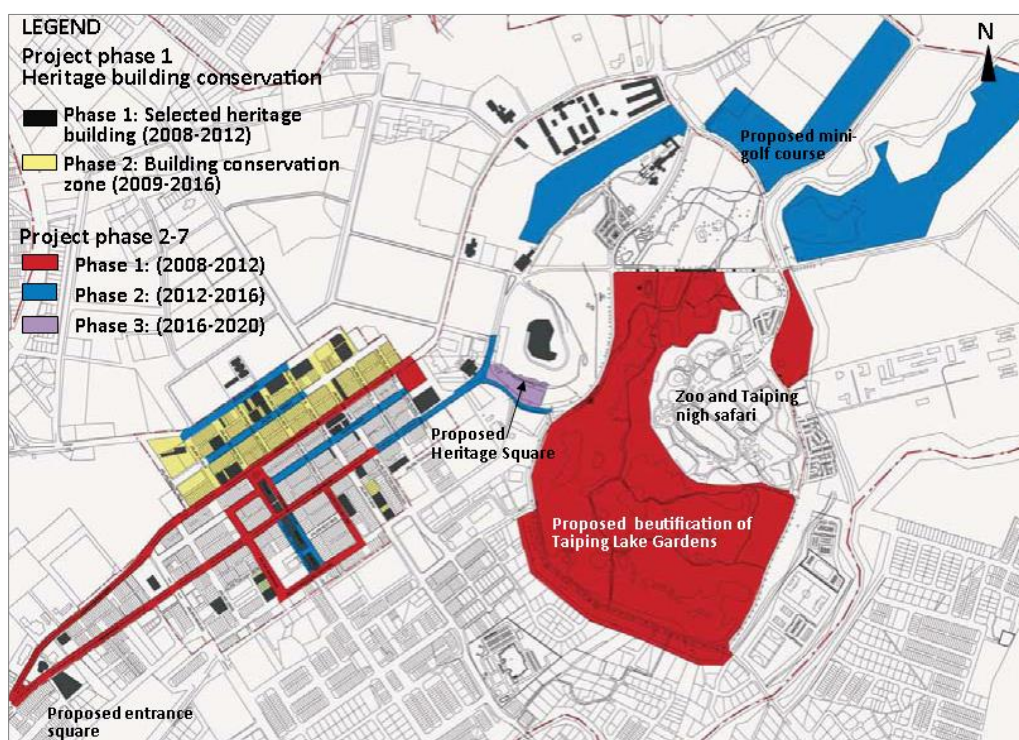 LEGEND
Project phase 1
Heritage building conservation
Phase 1: Selected heritage
building (2008-2012)
Phase 2: Building conservation
zone (2009-2016)
Project phase 2-7
Phase 1: (2008-2012)
Phase 2: (2012-2016)
Phase 3: (2016-2020)
N
Proposed mini-
golf course
Zoo and Taiping
nigh safari
Proposed
Heritage Square
Proposed beutification of
Taiping Lake Gardens
Proposed entrance
square